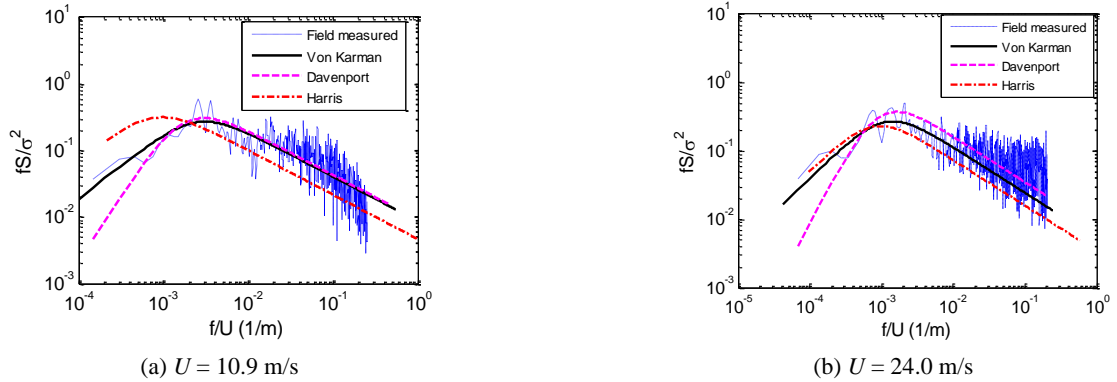 10^1
10^0
10^-1
10^-2
10^-3
fS/σ^2
Field measured
Von Karman
Davenport
Harris
10^-4
10^-3
10^-2
10^-1
10^0
f/U (1/m)
(a) U = 10.9 m/s
10^1
10^0
10^-1
10^-2
10^-3
fS/σ^2
Field measured
Von Karman
Davenport
Harris
10^-5
10^-4
10^-3
10^-2
10^-1
10^0
f/U (1/m)
(b) U = 24.0 m/s